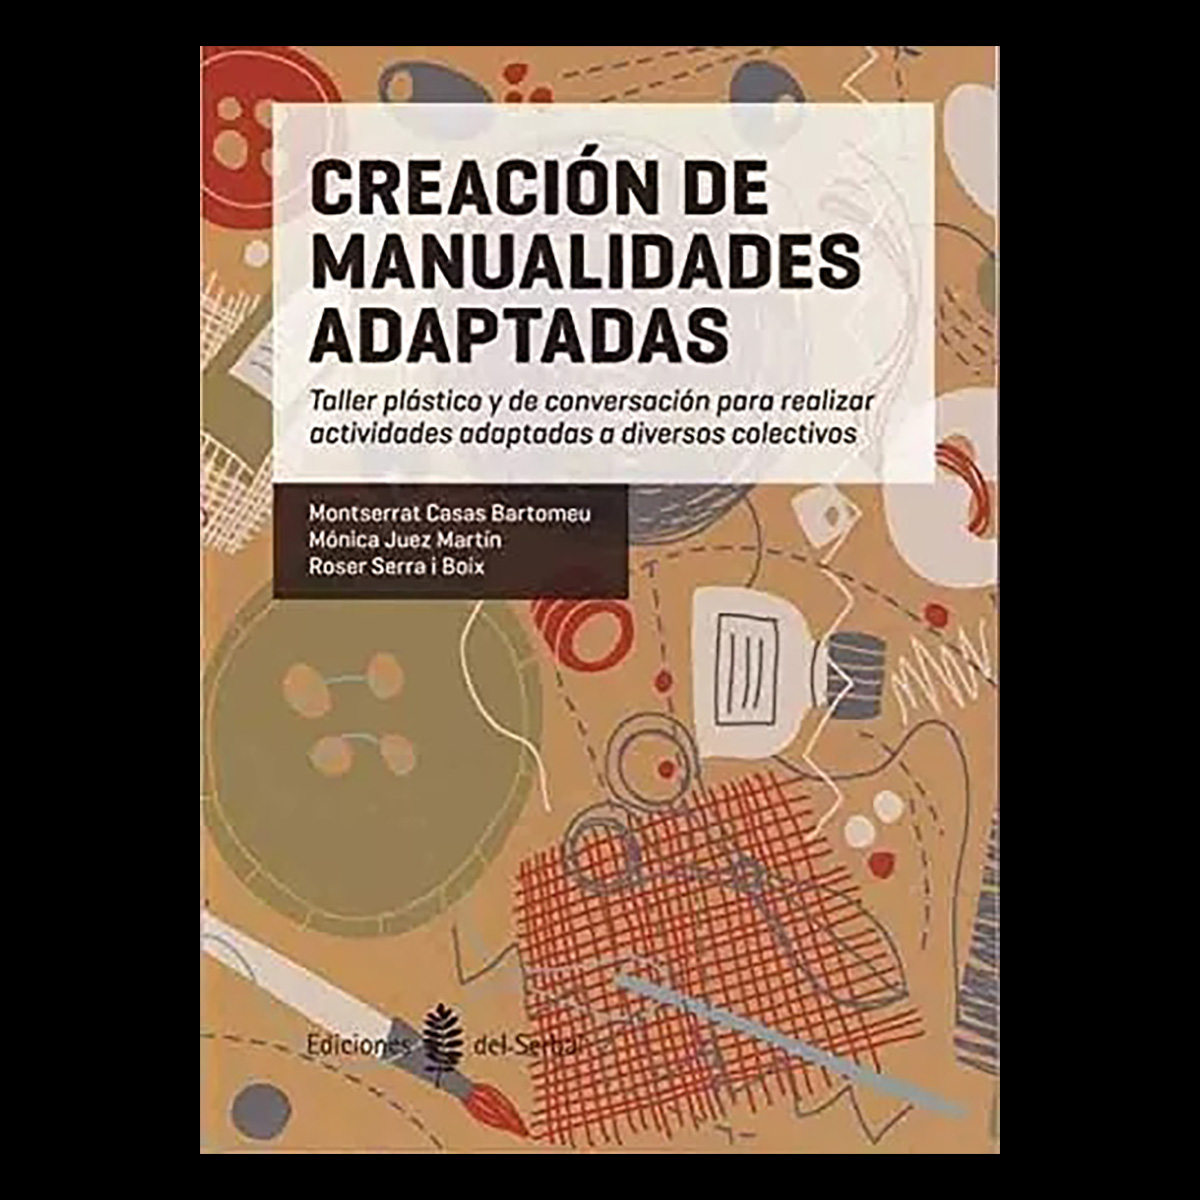 CREACIÓN DE
MANUALIDADES
ADAPTADAS
Taller plástico y de conversación para realizar
actividades adaptadas a diversos colectivos
Montserrat Casas Bartomeu
Mónica Juez Martín
Roser Serra i Boix
Ediciones del Serbal